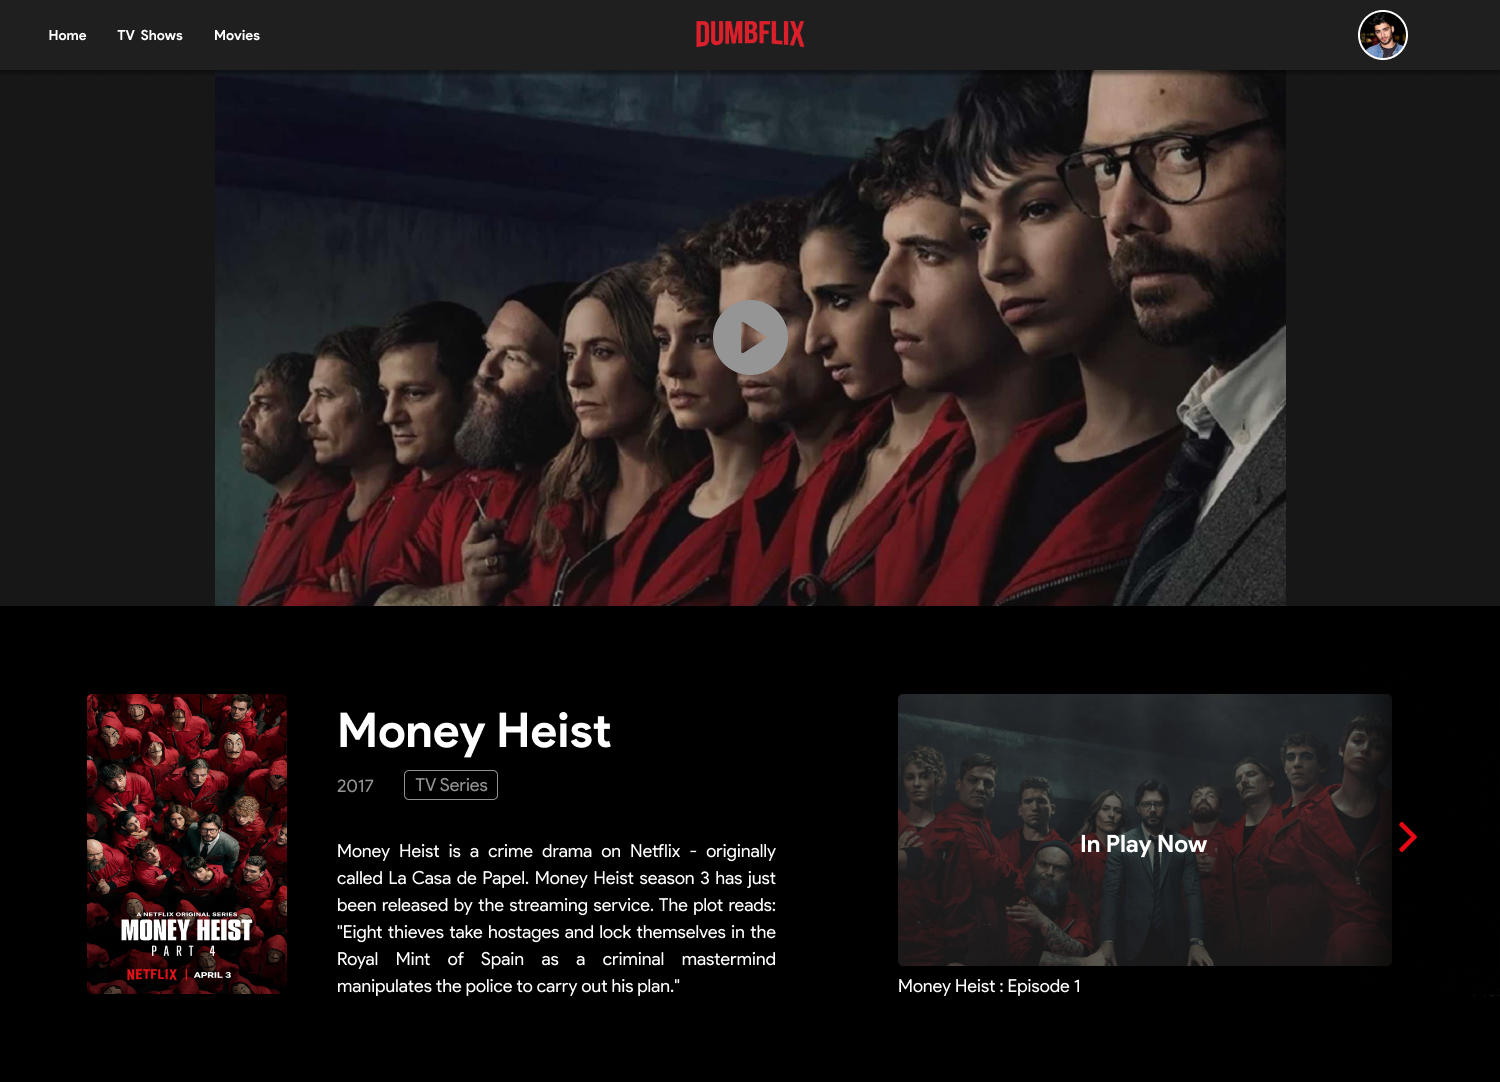 Home TV Shows Movies
DUMBFLIX
Money Heist
2017 TV Series
Money Heist is a crime drama on Netflix - originally
called La Casa de Papel. Money Heist season 3 has just
been released by the streaming service. The plot reads:
"Eight thieves take hostages and lock themselves in the
Royal Mint of Spain as a criminal mastermind
manipulates the police to carry out his plan."
A NETFLIX ORIGINAL SERIES
MONEY HEIST
PART 4
NETFLIX | APRIL 3
In Play Now
Money Heist : Episode 1